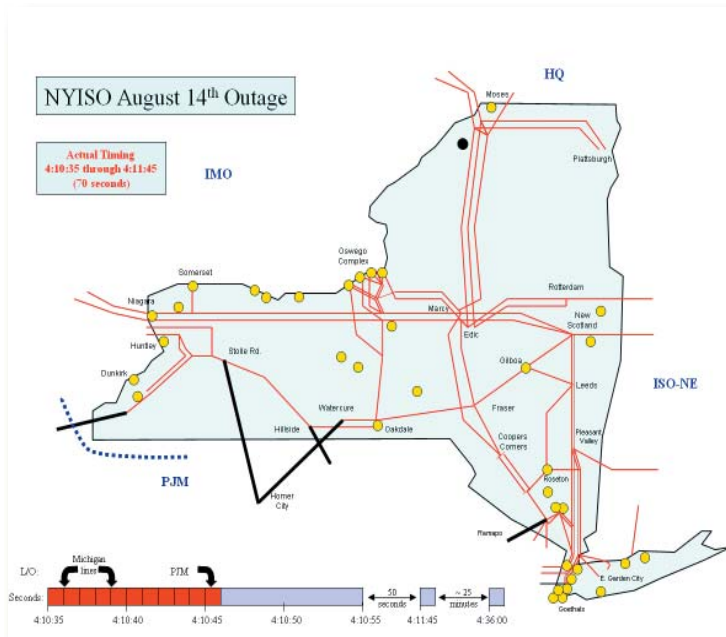 HQ
NYISO August 14th Outage
Moses
Actual Timing
4:10:35 through 4:11:45
(70 seconds)
IMO
Plattsburgh
Oswego
Complex
Somerset
Rotterdam
Niagara
Marcy
New
Scotland
Edic
Huntley
Stolle Rd.
Gilboa
Dunkirk
Leeds
ISO-NE
Watercure
Fraser
Hillside
Oakdale
Coopers
Corners
Pleasant
Valley
PJM
Roseton
Homer
City
Ramapo
L/O:
Michigan
lines
PJM
E. Garden City
Seconds:
50
seconds
~ 25
minutes
Goethals
4:10:35
4:10:40
4:10:45
4:10:50
4:10:55
4:11:45
4:36:00